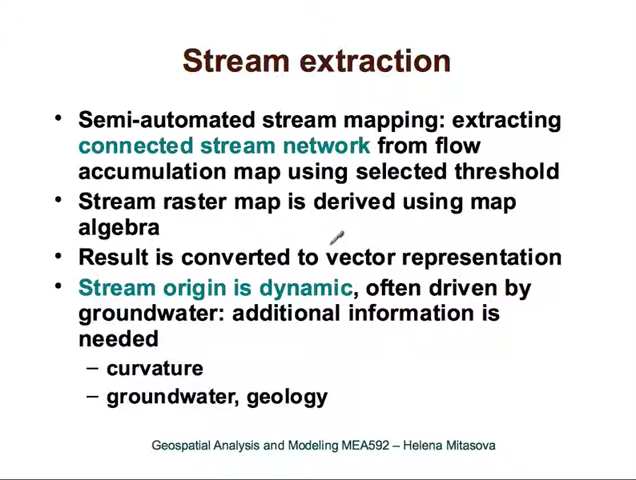 Stream extraction
• Semi-automated stream mapping: extracting
connected stream network from flow
accumulation map using selected threshold
• Stream raster map is derived using map
algebra
• Result is converted to vector representation
• Stream origin is dynamic, often driven by
groundwater: additional information is
needed
– curvature
– groundwater, geology
Geospatial Analysis and Modeling MEA592 – Helena Mitasova